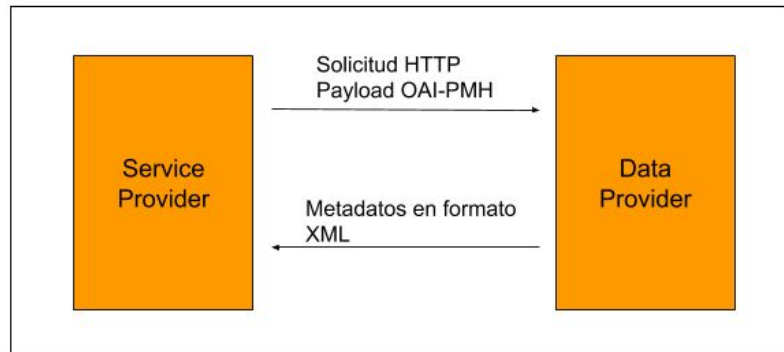 Solicitud HTTP
Payload OAI-PMH
Service
Provider
Data
Provider
Metadatos en formato
XML